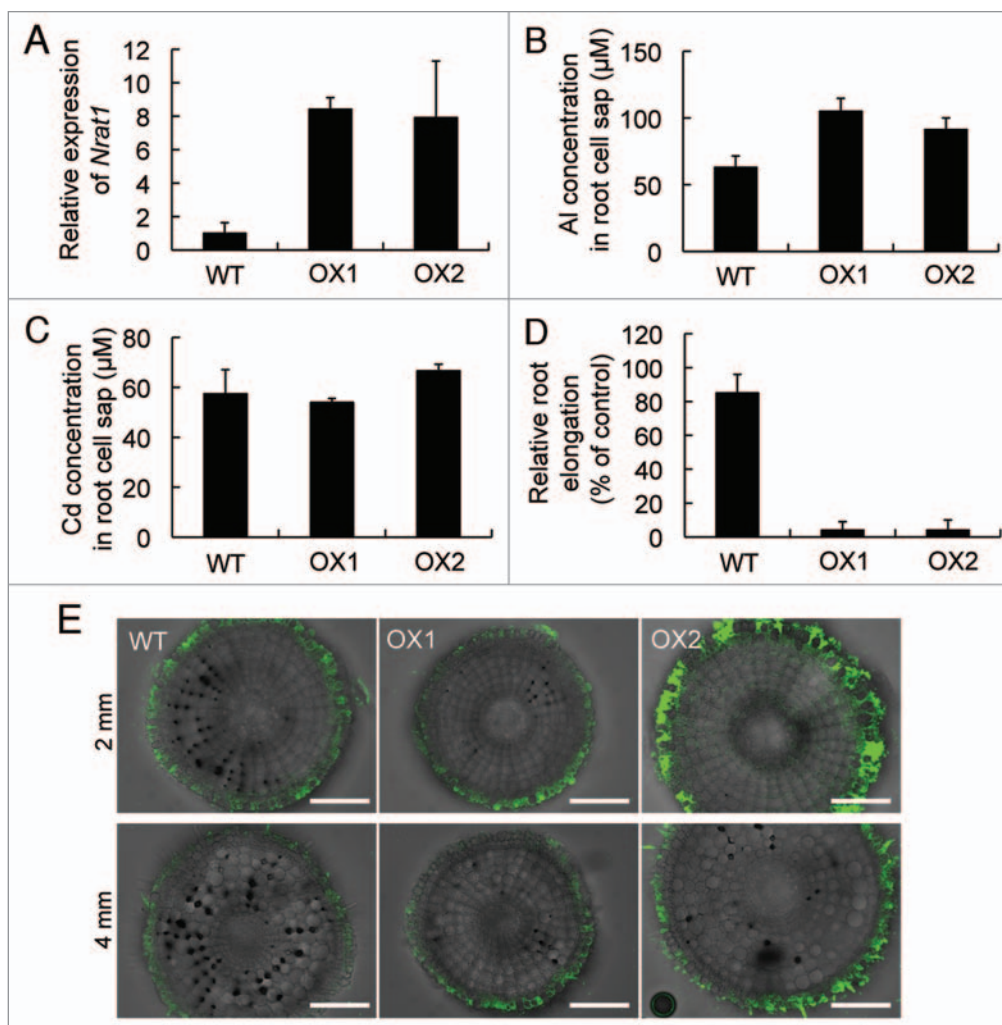 A
Relative expression
of Nrat1
12
10
8
6
4
2
0
WT
OX1
OX2
B
Al concentration
in root cell sap (µM)
150
100
50
0
WT
OX1
OX2
C
Cd concentration
in root cell sap (µM)
80
60
40
20
0
WT
OX1
OX2
D
Relative root
elongation
(% of control)
120
100
80
60
40
20
0
WT
OX1
OX2
E
WT
OX1
OX2
2 mm
4 mm